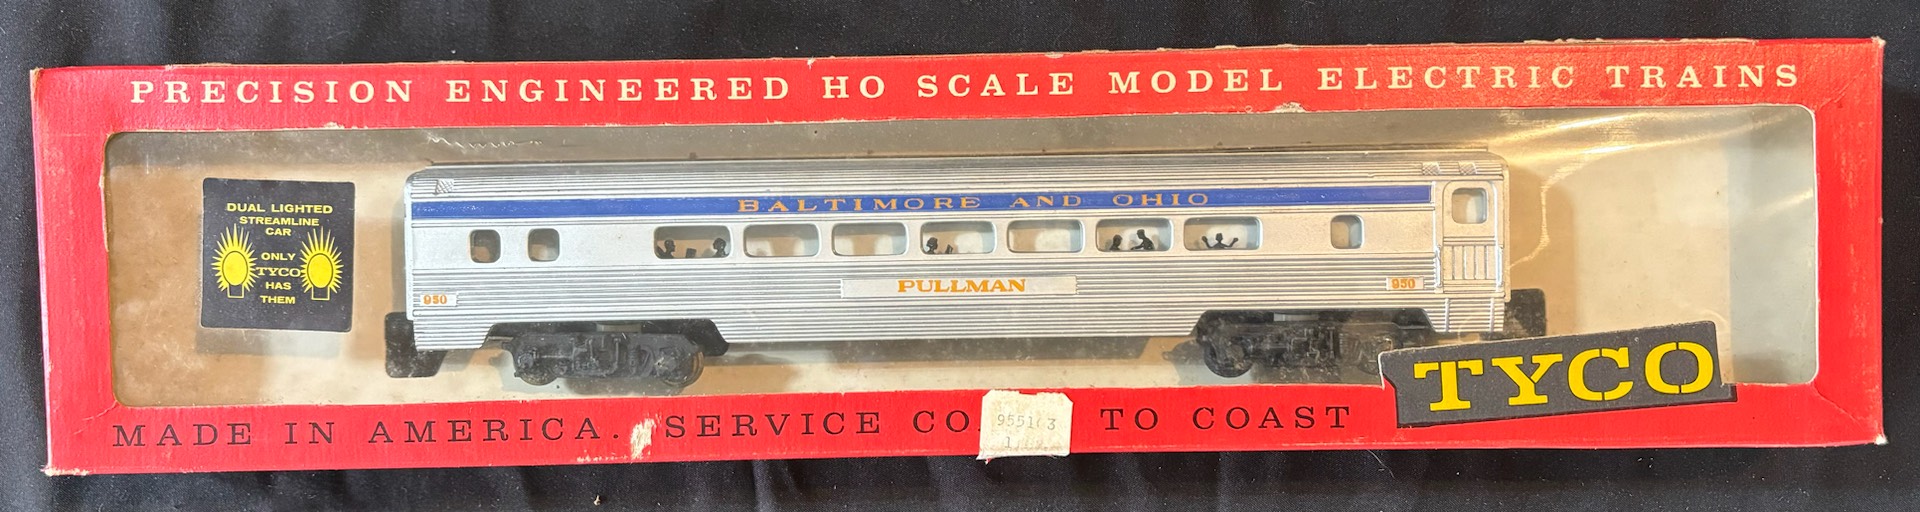 PRECISION ENGINEERED HO SCALE MODEL ELECTRIC TRAINS
DUAL LIGHTED
STREAMLINE
CAR
ONLY
TYCO
HAS
THEM
BALTIMORE AND OHIO
PULLMAN
950
950
TYCO
MADE IN AMERICA. SERVICE CO TO COAST